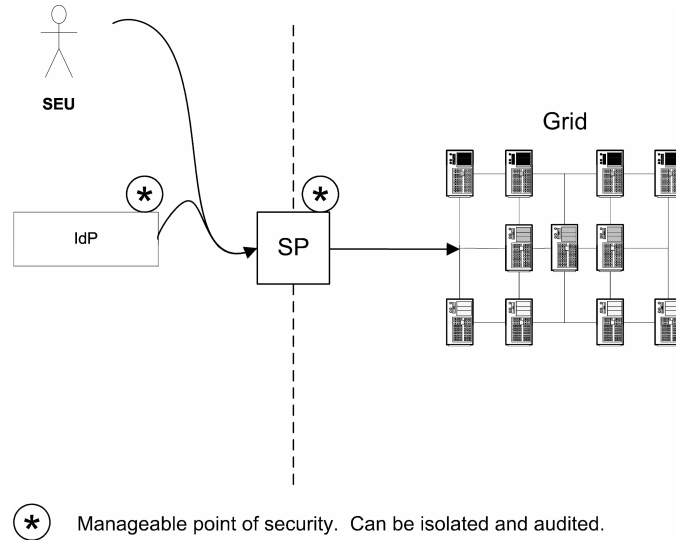 SEU
Grid
*
*
IdP
SP
* Manageable point of security. Can be isolated and audited.